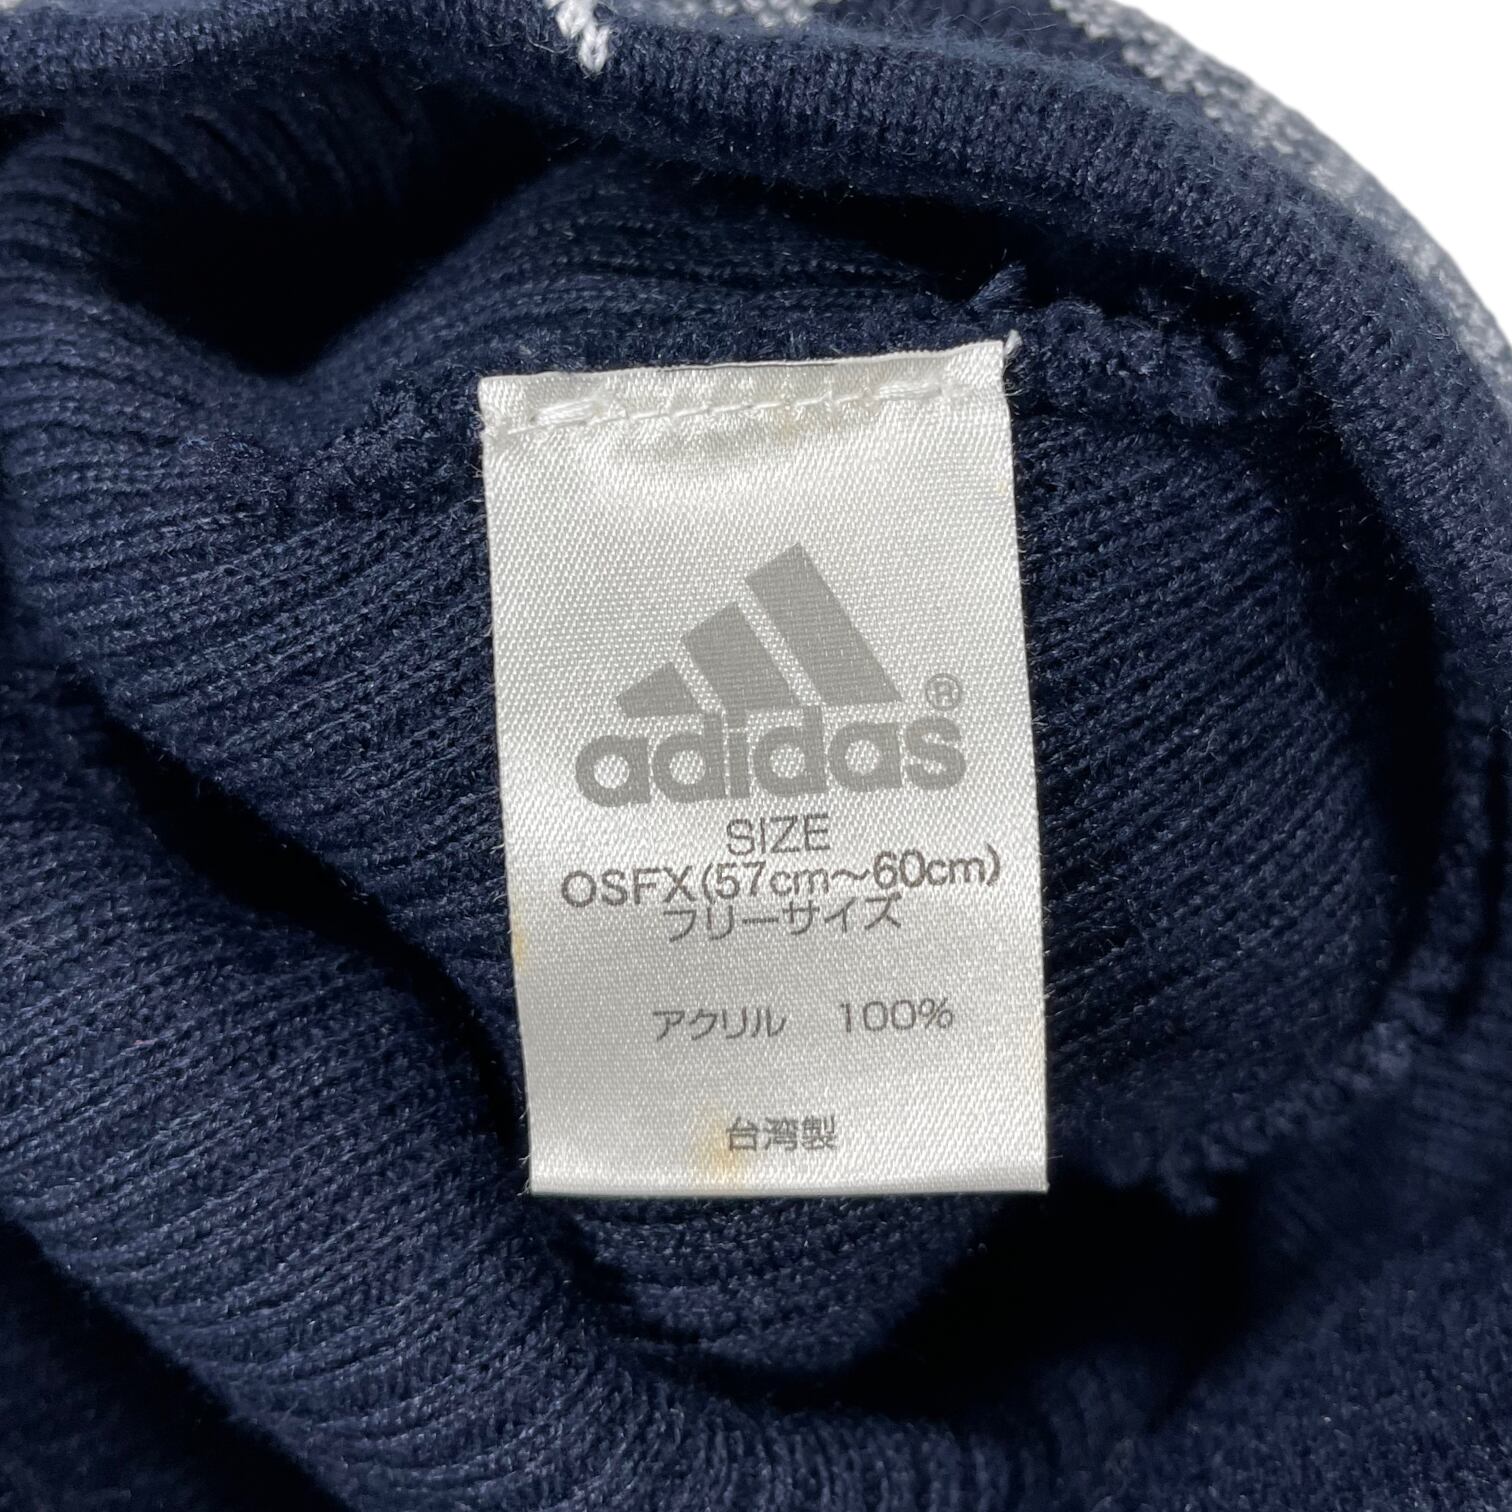 adidas®
SIZE
OSFX(57cm〜60cm)
フリーサイズ
アクリル 100%
台湾製